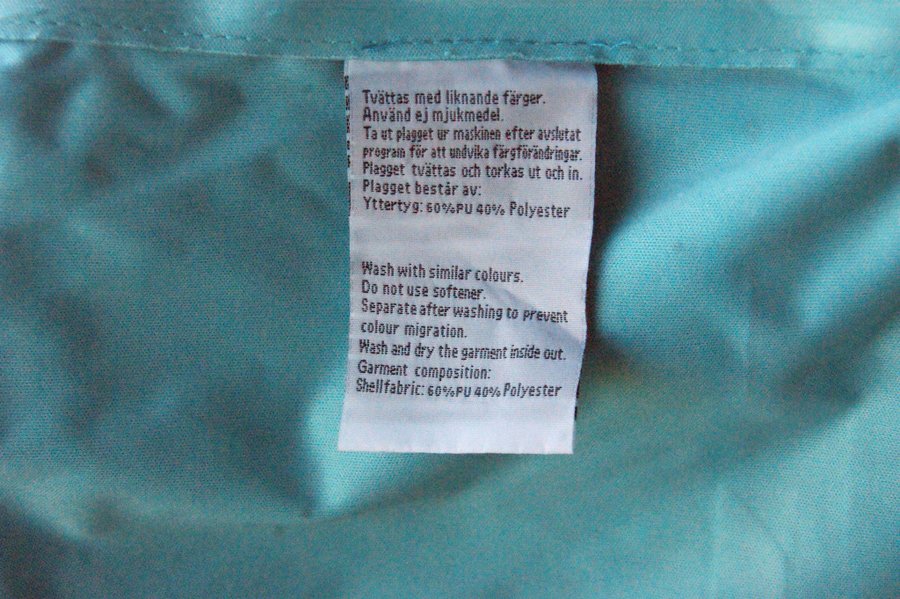 Tvättas med liknande färger.
Använd ej mjukmedel.
Ta ut plagget ur maskinen efter avslutat
program för att undvika färgförändringar.
Plagget tvättas och torkas ut och in.
Plagget består av:
Yttertyg: 60%PU 40% Polyester
Wash with similar colours.
Do not use softener.
Separate after washing to prevent
colour migration.
Wash and dry the garment inside out.
Garment composition:
Shellfabric: 60%PU 40% Polyester